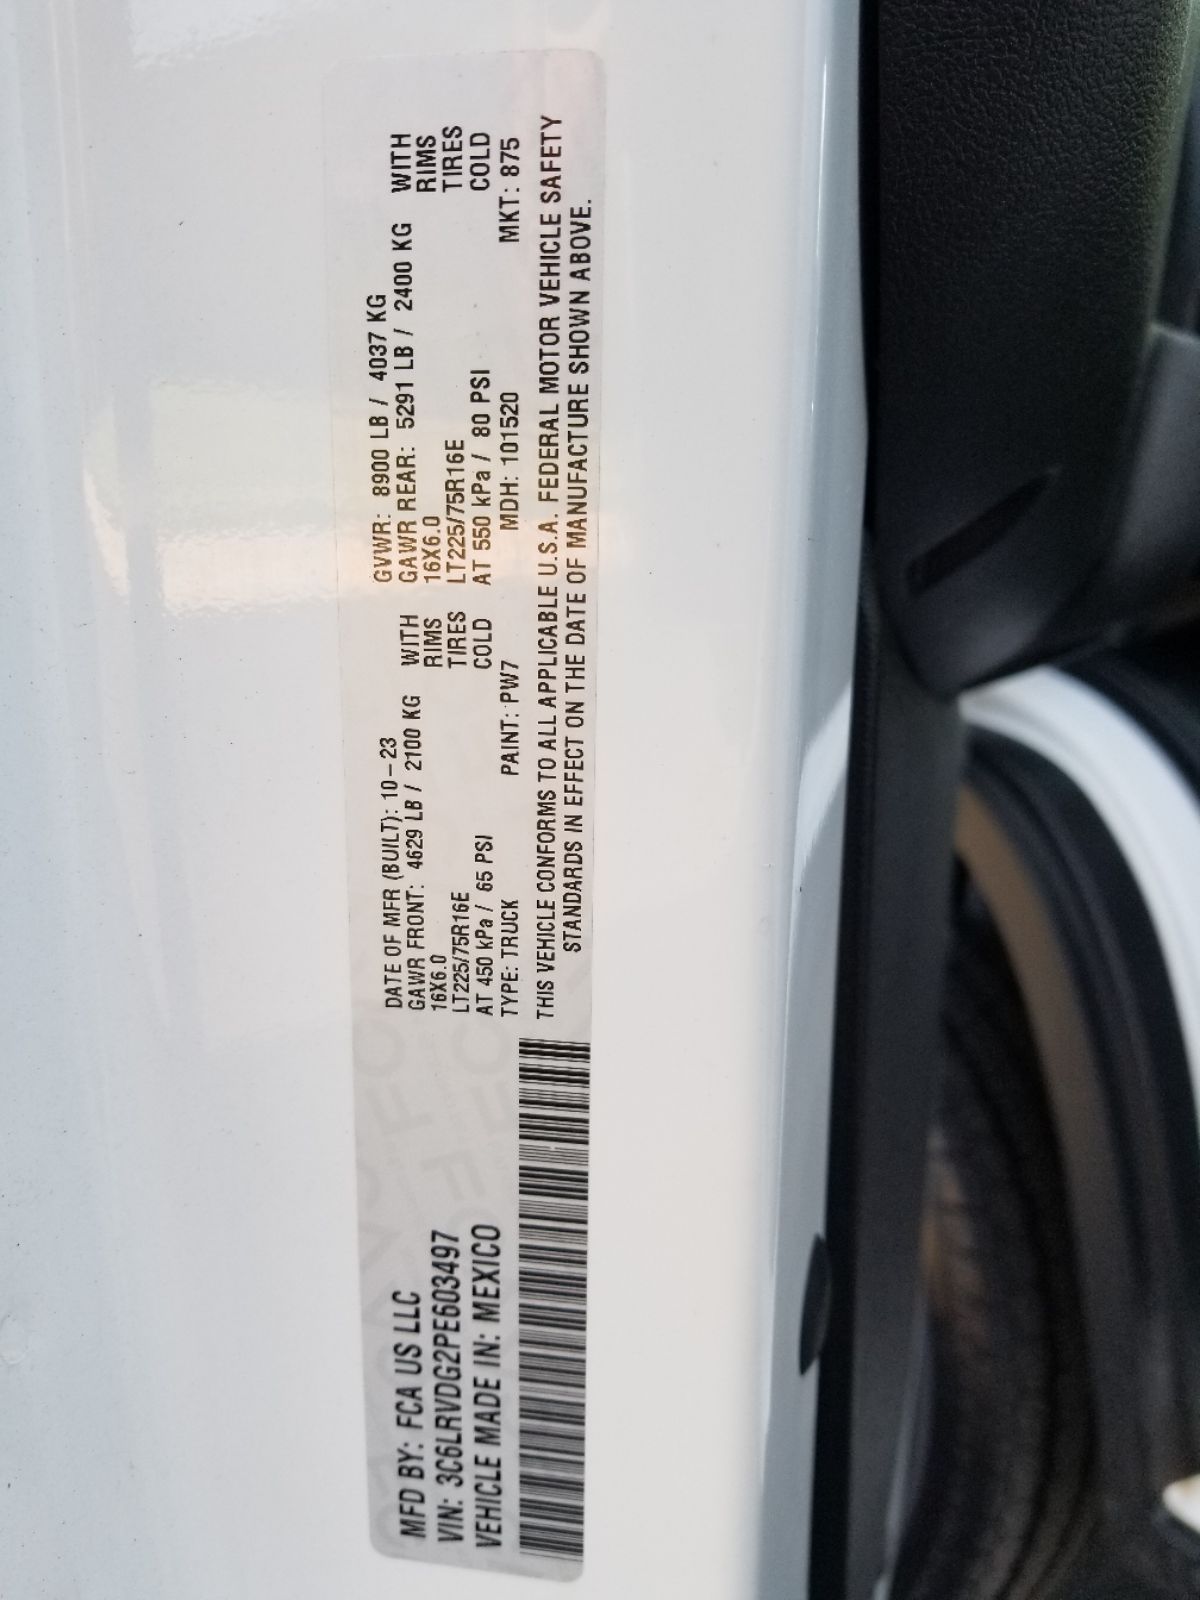 MFD BY: FCA US LLC
VIN: 3C6LRVDG2PE603497
VEHICLE MADE IN: MEXICO
DATE OF MFR (BUILT): 10-23 GVWR: 8900 LB / 4037 KG
GAWR FRONT: 4629 LB / 2100 KG WITH GAWR REAR: 5291 LB / 2400 KG WITH
16X6.0 RIMS 16X6.0 RIMS
LT225/75R16E TIRES LT225/75R16E TIRES
AT 450 kPa / 65 PSI COLD AT 550 kPa / 80 PSI COLD
TYPE: TRUCK PAINT: PW7 MDH: 101520 MKT: 875
THIS VEHICLE CONFORMS TO ALL APPLICABLE U.S.A. FEDERAL MOTOR VEHICLE SAFETY
STANDARDS IN EFFECT ON THE DATE OF MANUFACTURE SHOWN ABOVE.